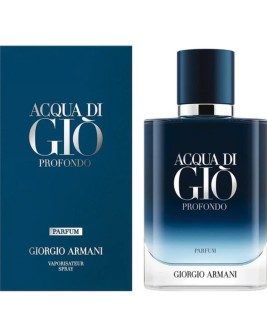 ACQUA DI
GIÒ
PROFONDO
PARFUM
GIORGIO ARMANI
VAPORISATEUR
SPRAY
ACQUA DI
GIÒ
PROFONDO
PARFUM
GIORGIO ARMANI